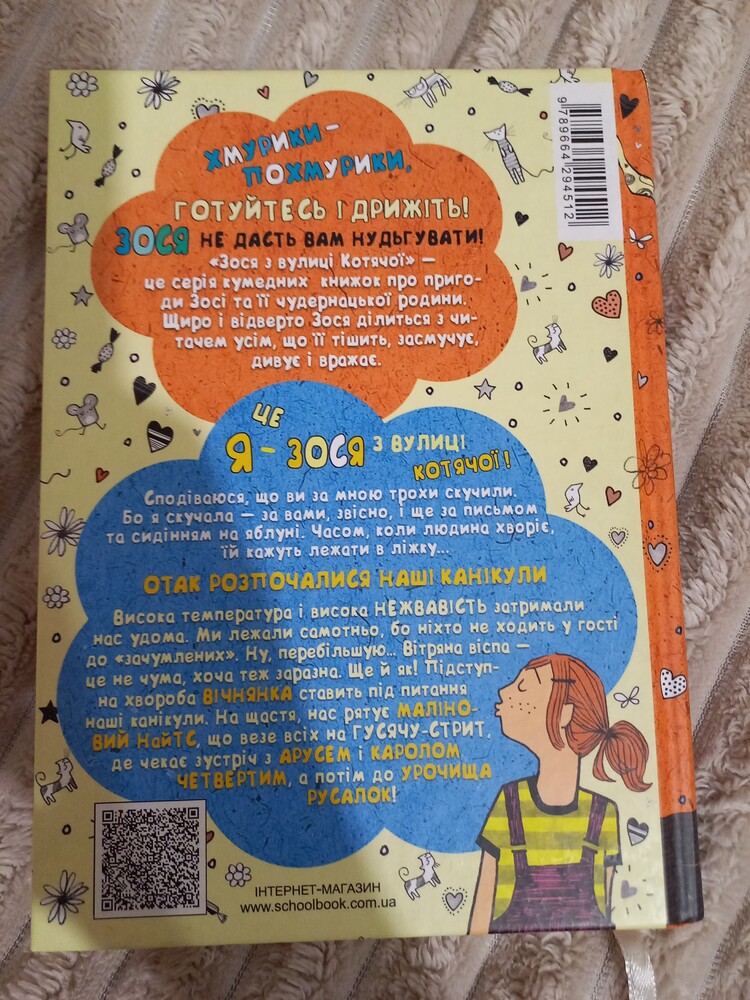 ХМУРИКИ-
ПОХМУРИКИ,
ГОТУЙТЕСЬ І ДРИЖІТЬ!
ЗОСЯ НЕ ДАСТЬ ВАМ НУДЬГУВАТИ!
«Зося з вулиці Котячої» —
це серія кумедних книжок про приго-
ди Зосі та її чудернацької родини.
Щиро і відверто Зося ділиться з чи-
тачем усім, що її тішить, засмучує,
дивує і вражає.
9 789664 294512
ЦЕ
Я - ЗОСЯ З ВУЛИЦІ
КОТЯЧОЇ!
Сподіваюся, що ви за мною трохи скучили.
Бо я скучала — за вами, звісно, і ще за письмом
та сидінням на яблуні. Часом, коли людина хворіє,
їй кажуть лежати в ліжку...
ОТАК РОЗПОЧАЛИСЯ НАШІ КАНІКУЛИ
Висока температура і висока НЕЖВАВІСТЬ затримали
нас удома. Ми лежали самотньо, бо ніхто не ходить у гості
до «зачумлених». Ну, перебільшую... Вітряна віспа —
це не чума, хоча теж заразна. Ще й як! Підступ-
на хвороба ВІЧНЯНКА ставить під питання
наші канікули. На щастя, нас рятує МАЛІНО-
ВИЙ НайТС, що везе всіх на ГУСЯЧУ-СТРИТ,
де чекає зустріч з АРУСЕМ і КАРОЛОМ
ЧЕТВЕРТИМ, а потім до УРОЧИЩА
РУСАЛОК!
ІНТЕРНЕТ-МАГАЗИН
www.schoolbook.com.ua